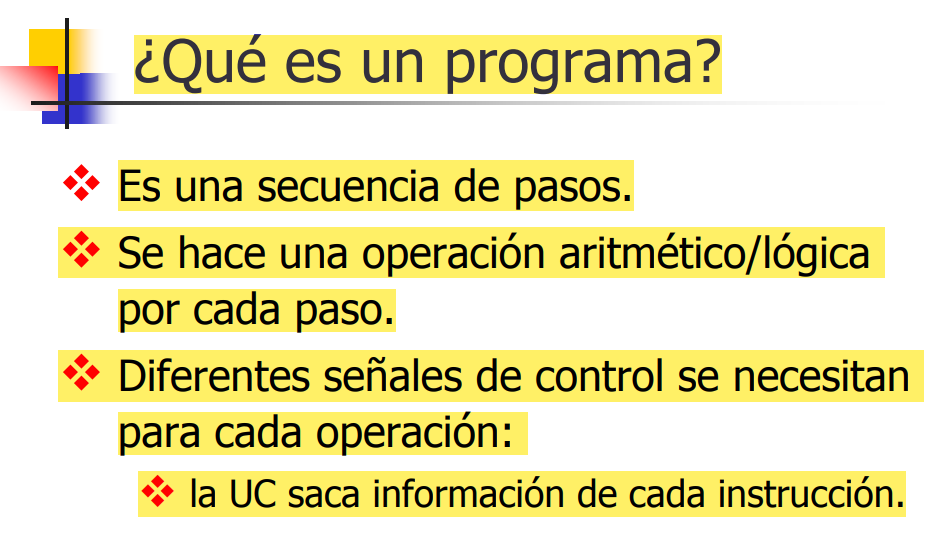 ¿Qué es un programa?
Es una secuencia de pasos.
Se hace una operación aritmético/lógica
por cada paso.
Diferentes señales de control se necesitan
para cada operación:
la UC saca información de cada instrucción.